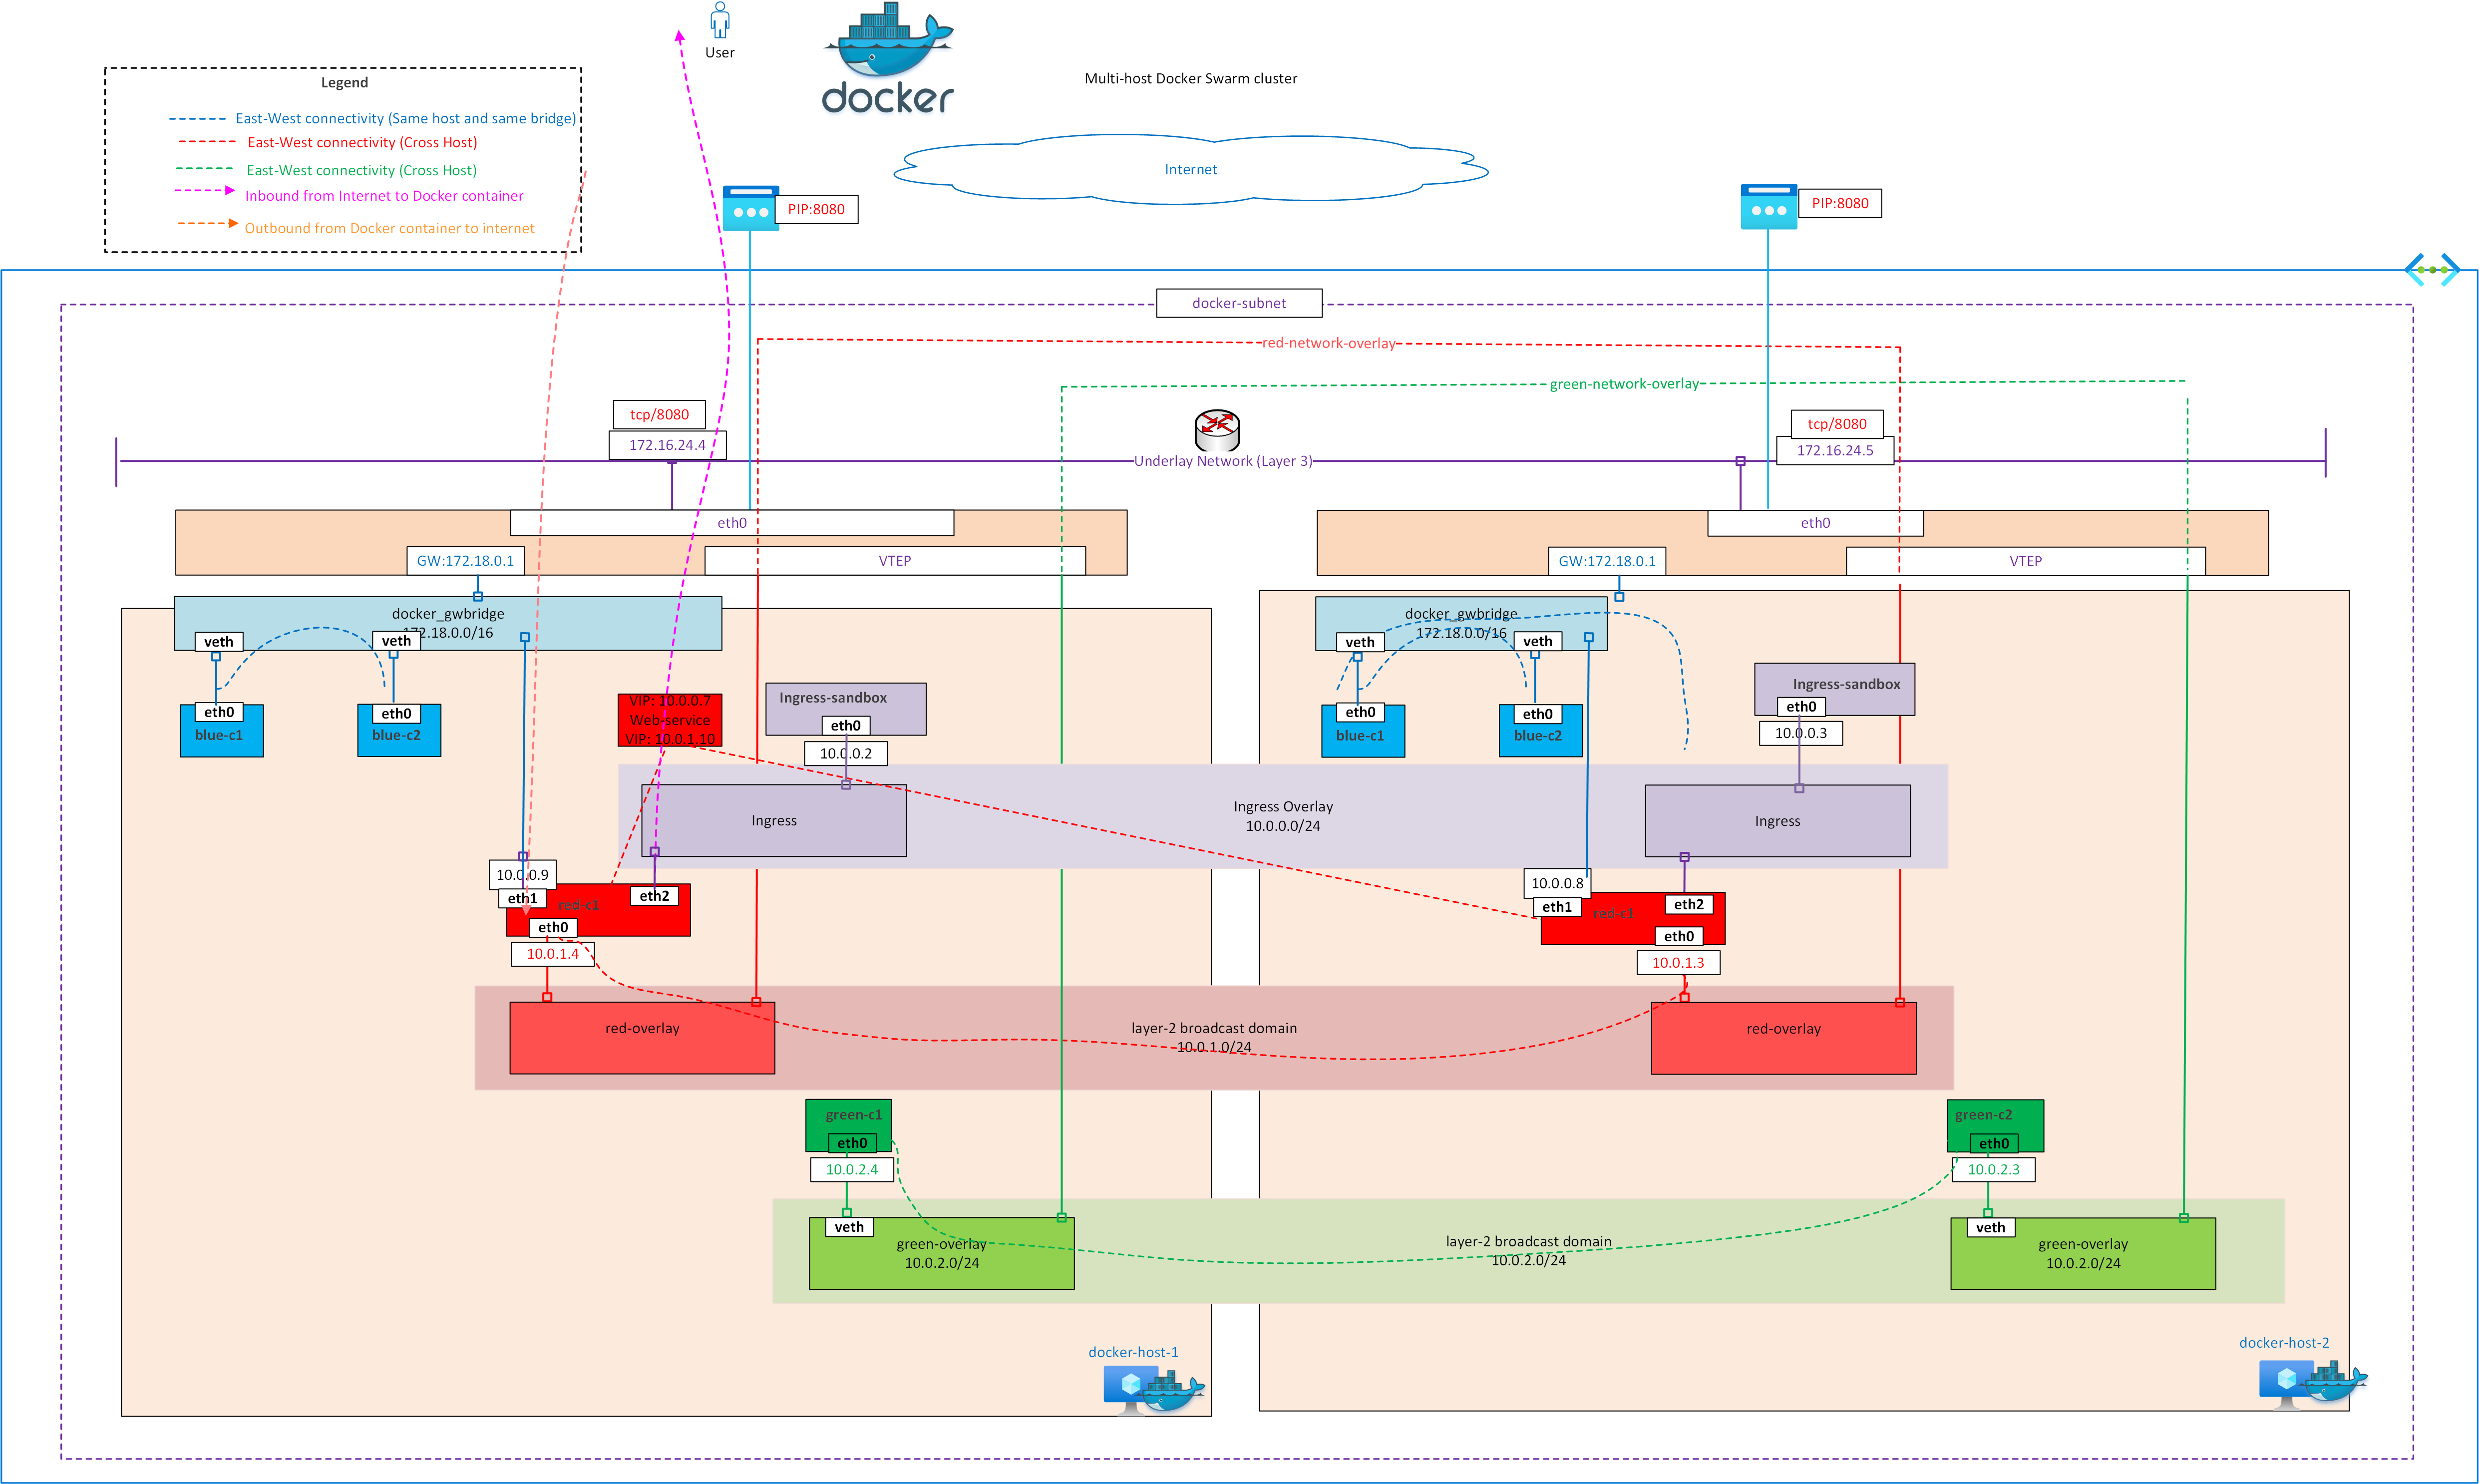 User
docker
Multi-host Docker Swarm cluster
Legend
East-West connectivity (Same host and same bridge)
East-West connectivity (Cross Host)
East-West connectivity (Cross Host)
Inbound from Internet to Docker container
Outbound from Docker container to internet
Internet
PIP:8080
PIP:8080
docker-subnet
red-network-overlay
green-network-overlay
tcp/8080
172.16.24.4
tcp/8080
172.16.24.5
Underlay Network (Layer 3)
eth0
GW:172.18.0.1
VTEP
eth0
GW:172.18.0.1
VTEP
docker_gwbridge
172.18.0.0/16
veth
veth
eth0
blue-c1
eth0
blue-c2
docker_gwbridge
172.18.0.0/16
veth
veth
eth0
blue-c1
eth0
blue-c2
VIP: 10.0.0.7
Web-service
VIP: 10.0.1.10
Ingress-sandbox
eth0
10.0.0.2
Ingress-sandbox
eth0
10.0.0.3
Ingress
Ingress Overlay
10.0.0.0/24
Ingress
10.0.0.9
eth1
red-c1
eth2
eth0
10.0.1.4
10.0.0.8
eth1
red-c1
eth2
eth0
10.0.1.3
red-overlay
layer-2 broadcast domain
10.0.1.0/24
red-overlay
green-c1
eth0
10.0.2.4
green-c2
eth0
10.0.2.3
veth
green-overlay
10.0.2.0/24
layer-2 broadcast domain
10.0.2.0/24
veth
green-overlay
10.0.2.0/24
docker-host-1
docker-host-2